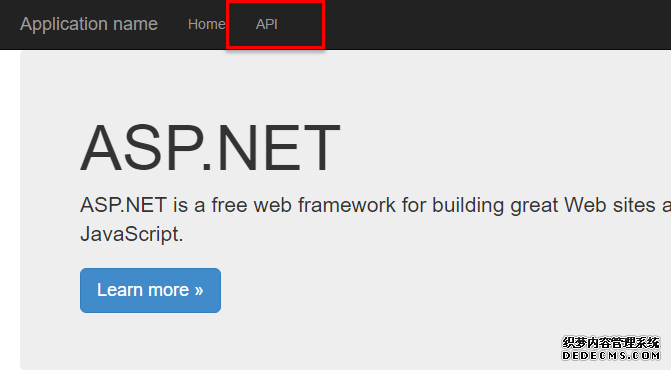 Application name Home API
ASP.NET
ASP.NET is a free web framework for building great Web sites a
JavaScript.
Learn more »
织梦内容管理系统
DEDECMS.COM